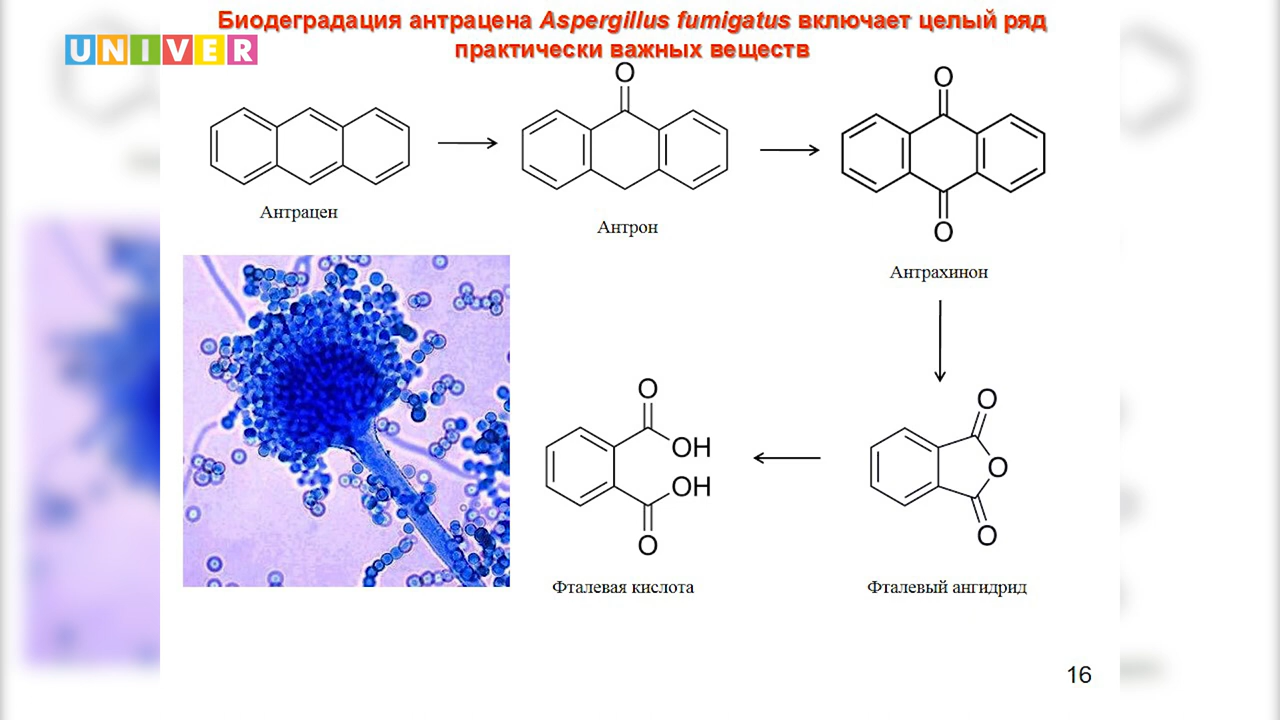 Биодеградация антрацена Aspergillus fumigatus включает целый ряд
практически важных веществ
UNIVER
O
O
Антрацен
Антрон
O
Антрахинон
O
O
OH
O
OH
O
O
Фталевая кислота
Фталевый ангидрид
16